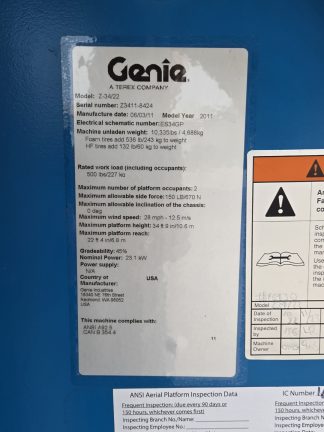 Genie
A TEREX COMPANY
Model: Z-34/22
Serial number: Z3411-8424
Manufacture date: 06/03/11 Model Year 2011
Electrical schematic number: ES34GP
Machine unladen weight: 10,335lbs / 4,688kg
Foam tires add 536 lb/243 kg to weight
HF tires add 132 lb/60 kg to weight
Rated work load (including occupants):
500 lbs/227 kg
Maximum number of platform occupants: 2
Maximum allowable side force: 150 LB/670 N
Maximum allowable inclination of the chassis:
0 deg
Maximum wind speed: 28 mph - 12.5 m/s
Maximum platform height: 34 ft 9 in/10.6 m
Maximum platform reach:
22 ft 4 in/6.8 m
Gradeability: 45%
Nominal Power: 23.1 kW
Power supply:
N/A
Country of USA
Manufacturer:
Genie Industries
18340 NE 76th Street
Redmond, WA 98052
USA
This machine complies with:
ANSI A92.5
CAN B 354.4
11
Date of
Inspection
Inspected
by
Machine
Owner
ANSI Aerial Platform Inspection Data
Frequent Inspection: (due every 90 days or
150 hours, whichever comes first)
Inspecting Branch No./Name:
Inspecting Employee No.:
IC Number:
Frequent Inspec
150 hours, which
Inspecting Branch
Inspecting Emplo